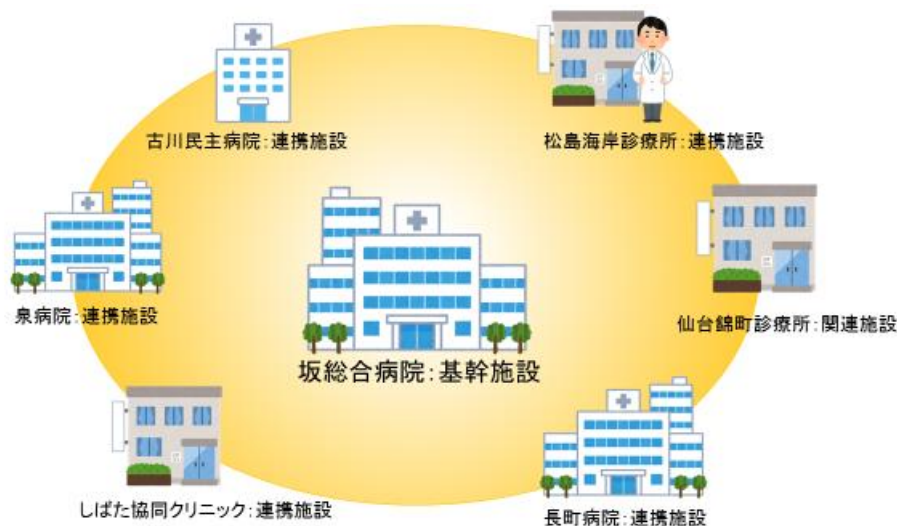 古川民主病院:連携施設
松島海岸診療所:連携施設
泉病院:連携施設
仙台錦町診療所:関連施設
坂総合病院:基幹施設
しばた協同クリニック:連携施設
長町病院:連携施設